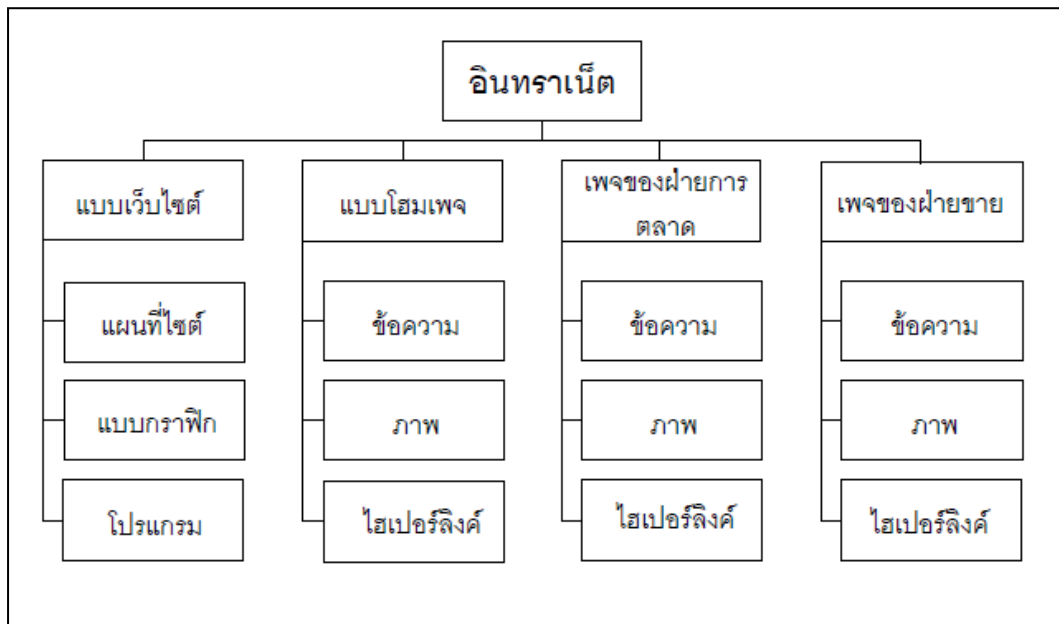 อินทราเน็ต
แบบเว็บไซต์
แบบโฮมเพจ
เพจของฝ่ายการ
ตลาด
เพจของฝ่ายขาย
แผนที่ไซต์
ข้อความ
ข้อความ
ข้อความ
แบบกราฟิก
ภาพ
ภาพ
ภาพ
โปรแกรม
ไฮเปอร์ลิงค์
ไฮเปอร์ลิงค์
ไฮเปอร์ลิงค์